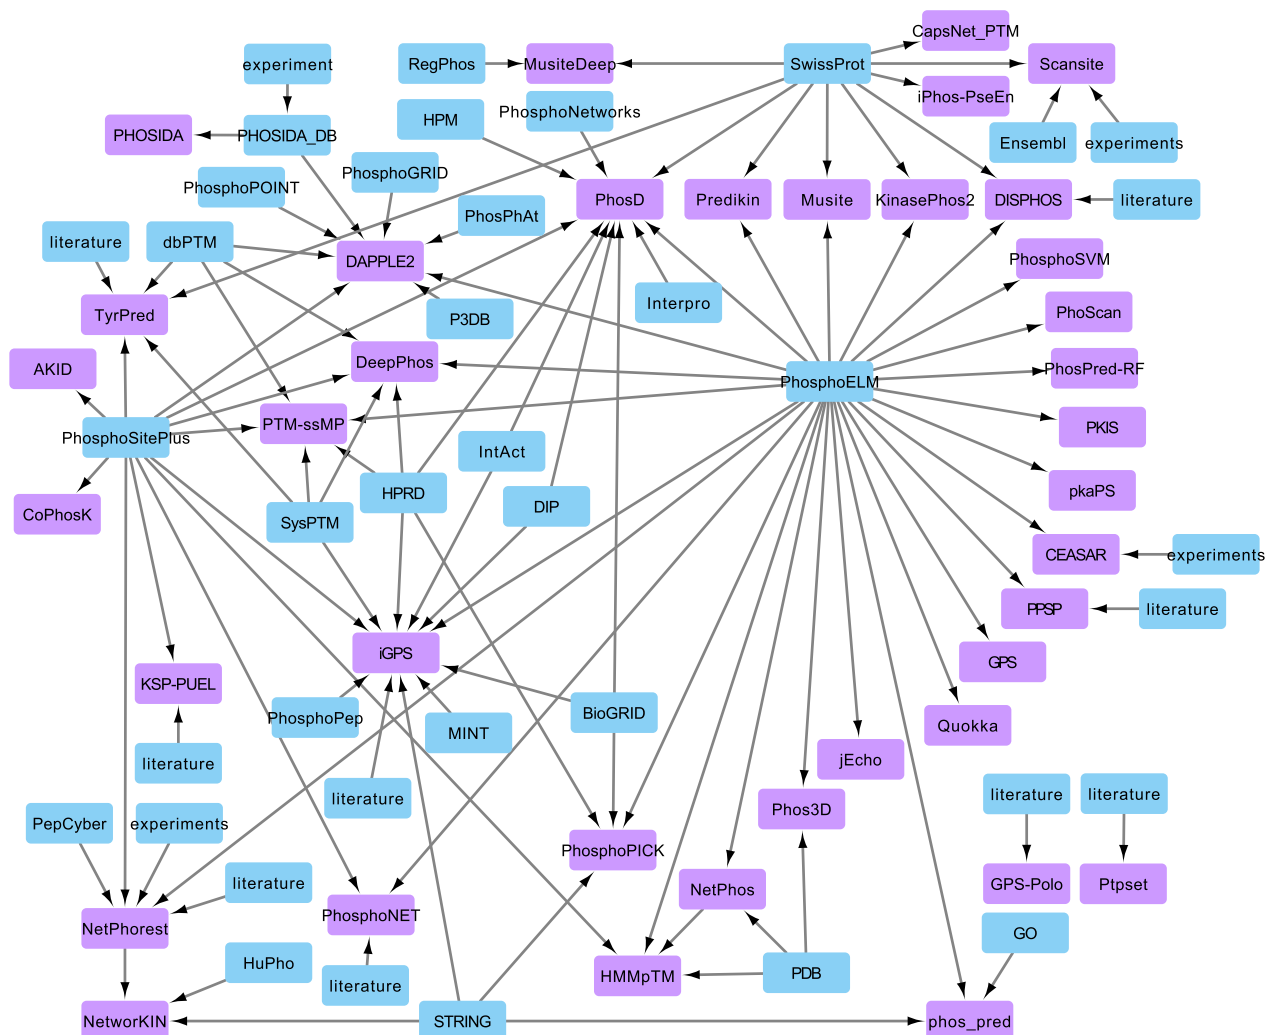 CapsNet_PTM
experiment
RegPhos
MusiteDeep
SwissProt
Scansite
iPhos-PseEn
HPM
PhosphoNetworks
PHOSIDA
PHOSIDA_DB
Ensembl
experiments
PhosphoPOINT
PhosphoGRID
PhosD
Predikin
Musite
KinasePhos2
DISPHOS
literature
literature
dbPTM
PhosPhAt
DAPPLE2
PhosphoSVM
TyrPred
Interpro
P3DB
PhoScan
AKID
DeepPhos
PhosphoELM
PhosPred-RF
PhosphoSitePlus
PTM-ssMP
PKIS
IntAct
HPRD
pkaPS
CoPhosK
SysPTM
DIP
CEASAR
experiments
PPSP
literature
iGPS
GPS
KSP-PUEL
PhosphoPep
BioGRID
Quokka
MINT
literature
jEcho
literature
literature
literature
PepCyber
experiments
Phos3D
PhosphoPICK
literature
NetPhos
GPS-Polo
Ptpset
NetPhorest
PhosphoNET
GO
HuPho
literature
HMMpTM
PDB
NetworKIN
STRING
phos_pred